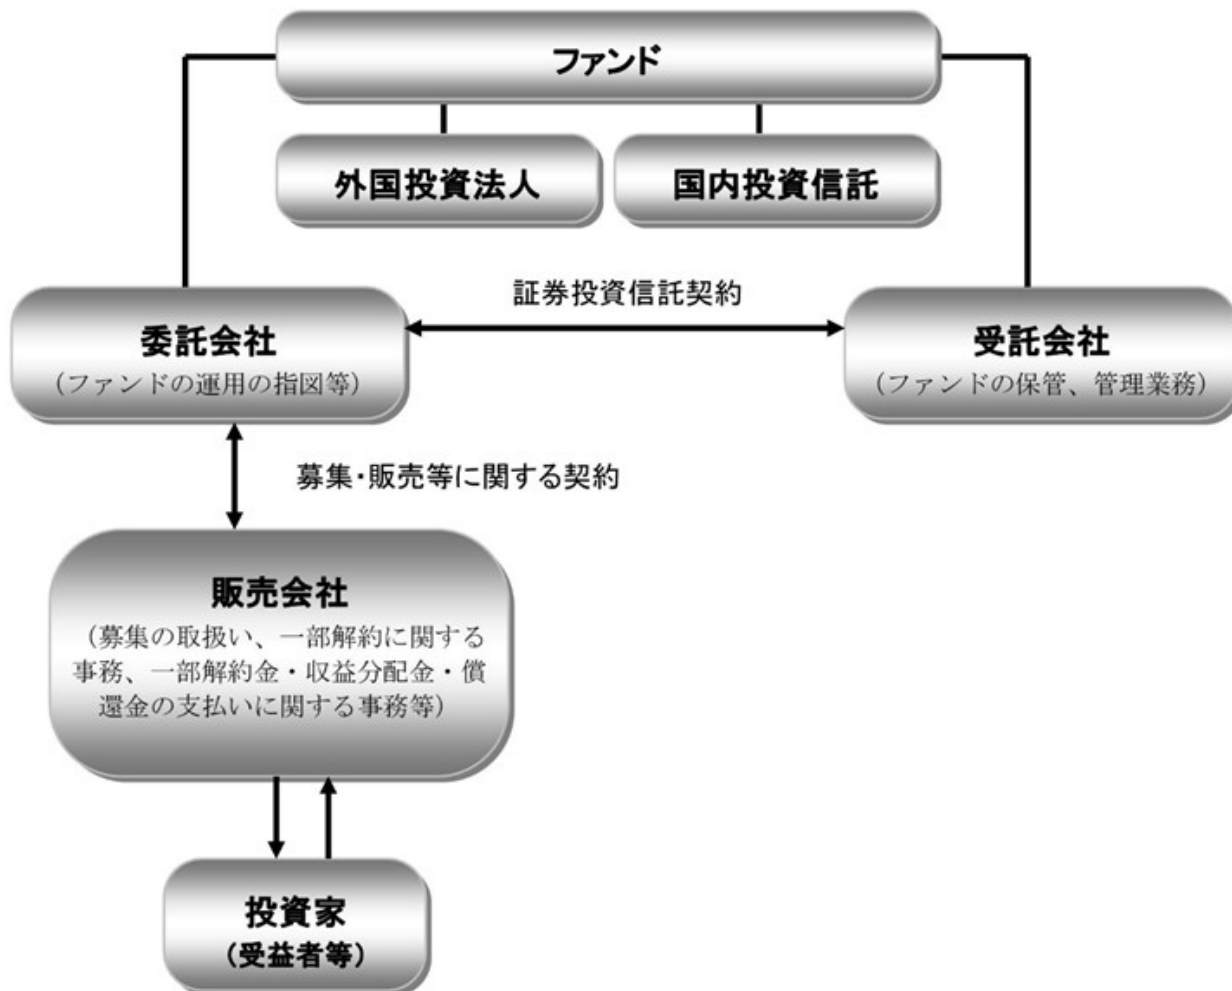 ファンド
外国投資法人
国内投資信託
証券投資信託契約
委託会社
（ファンドの運用の指図等）
受託会社
（ファンドの保管、管理業務）
募集・販売等に関する契約
販売会社
（募集の取扱い、一部解約に関する
事務、一部解約金・収益分配金・償
還金の支払いに関する事務等）
投資家
（受益者等）